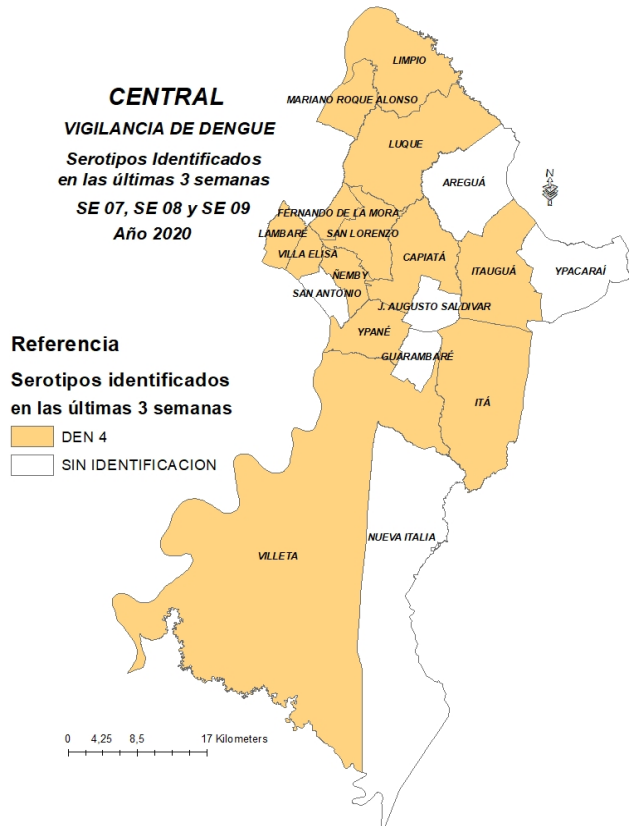 CENTRAL
VIGILANCIA DE DENGUE
Serotipos Identificados
en las últimas 3 semanas
SE 07, SE 08 y SE 09
Año 2020
LIMPIO
MARIANO ROQUE ALONSO
LUQUE
AREGUÁ
N
FERNANDO DE LA MORA
LAMBARÉ
SAN LORENZO
VILLA ELISA
CAPIATÁ
ITAUGUÁ
YPACARAÍ
ÑEMBY
SAN ANTONIO
J. AUGUSTO SALDIVAR
YPANÉ
GUARAMBARÉ
ITÁ
Referencia
Serotipos identificados
en las últimas 3 semanas
DEN 4
SIN IDENTIFICACION
NUEVA ITALIA
VILLETA
0 4,25 8,5 17 Kilometers